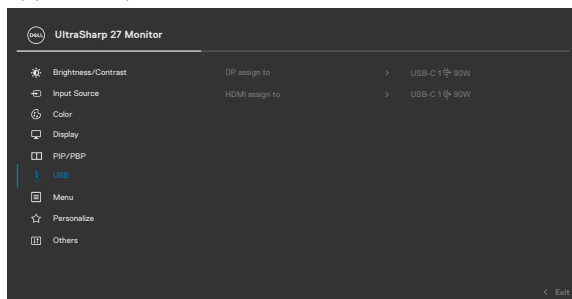 DELL UltraSharp 27 Monitor
Brightness/Contrast
DP assign to > USB-C 1 90W
Input Source
HDMI assign to > USB-C 1 90W
Color
Display
PIP/PBP
USB
Menu
Personalize
Others
< Exit